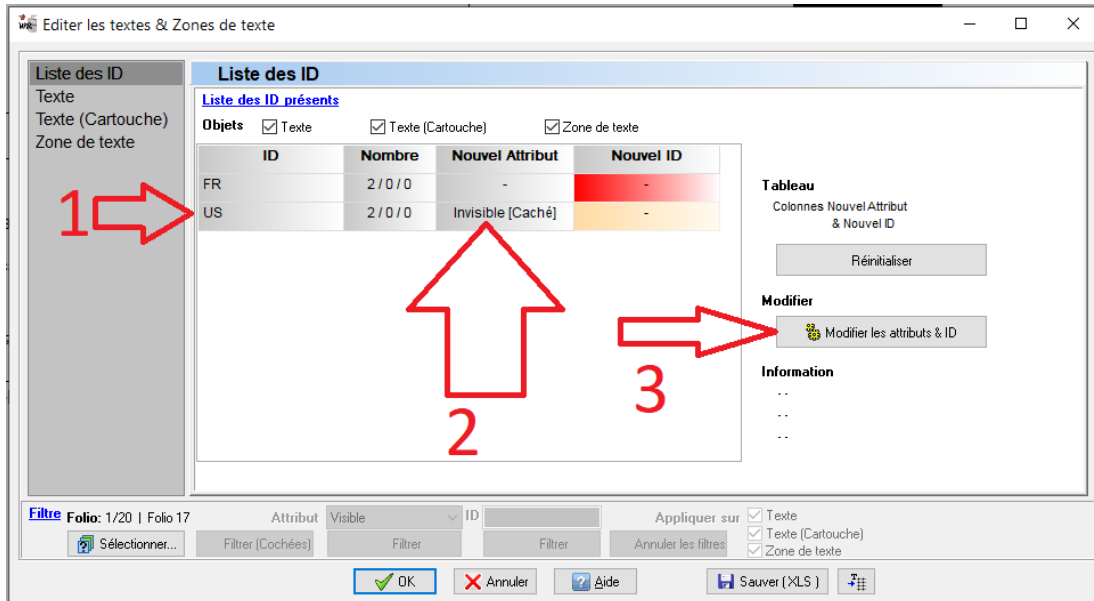 Editer les textes & Zones de texte
Liste des ID
Texte
Texte (Cartouche)
Zone de texte
Liste des ID
Liste des ID présents
Objets Texte Texte (Cartouche) Zone de texte
ID Nombre Nouvel Attribut Nouvel ID
FR 2 / 0 / 0 - -
US 2 / 0 / 0 Invisible [Caché] -
1
2
3
Tableau
Colonnes Nouvel Attribut
& Nouvel ID
Réinitialiser
Modifier
Modifier les attributs & ID
Information
- -
- -
- -
Filtre Folio: 1/20 | Folio 17 Attribut Visible ID Appliquer sur Texte
Texte (Cartouche)
Zone de texte
Sélectionner... Filtrer (Cochées) Filtrer Filtrer Annuler les filtres
OK Annuler Aide Sauver ( XLS )